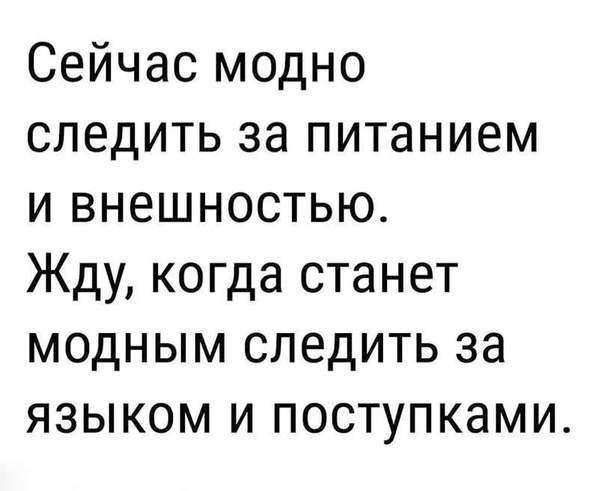 Сейчас модно
следить за питанием
и внешностью.
Жду, когда станет
модным следить за
языком и поступками.